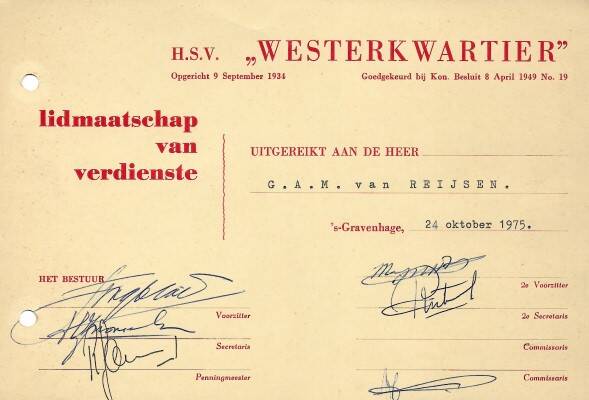 H.S.V. „WESTERKWARTIER”
Opgericht 9 September 1934 Goedgekeurd bij Kon. Besluit 8 April 1949 No. 19
lidmaatschap
van
verdienste
UITGEREIKT AAN DE HEER
G.A.M. van REIJSEN.
's-Gravenhage, 24 oktober 1975.
HET BESTUUR
2e Voorzitter
Voorzitter 2e Secretaris
Secretaris Commissaris
Penningmeester Commissaris